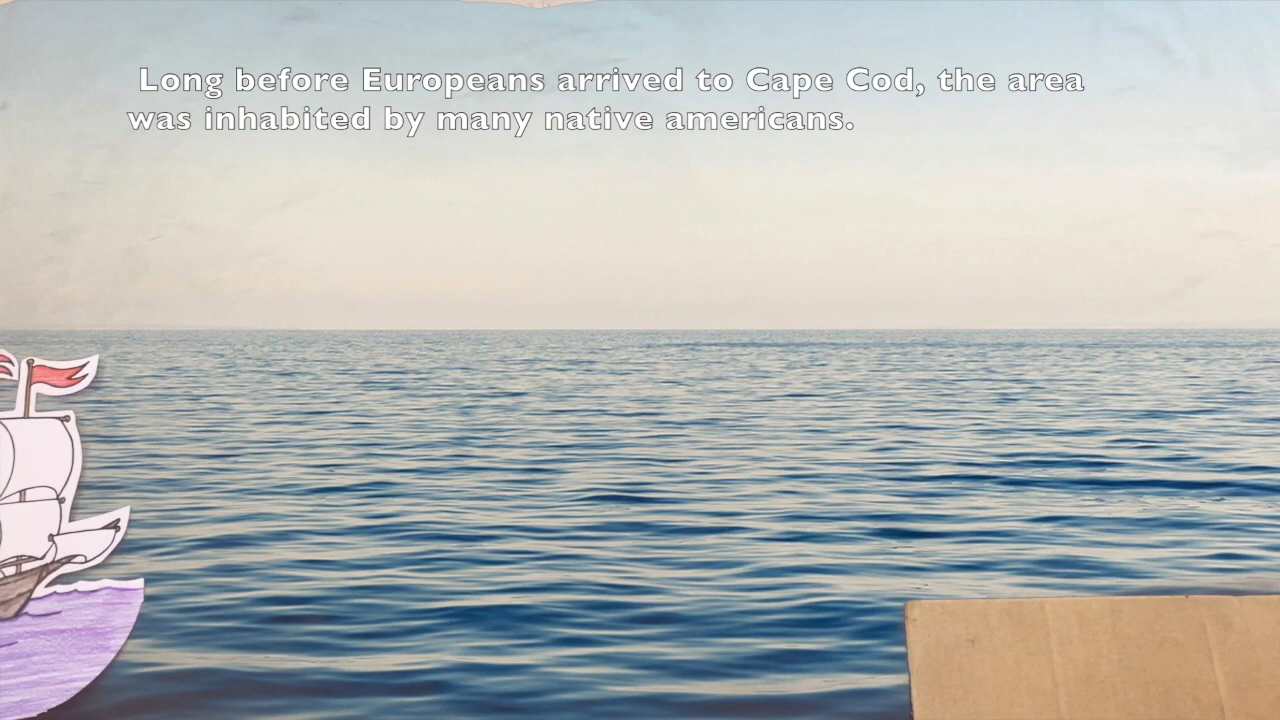 Long before Europeans arrived to Cape Cod, the area
was inhabited by many native americans.